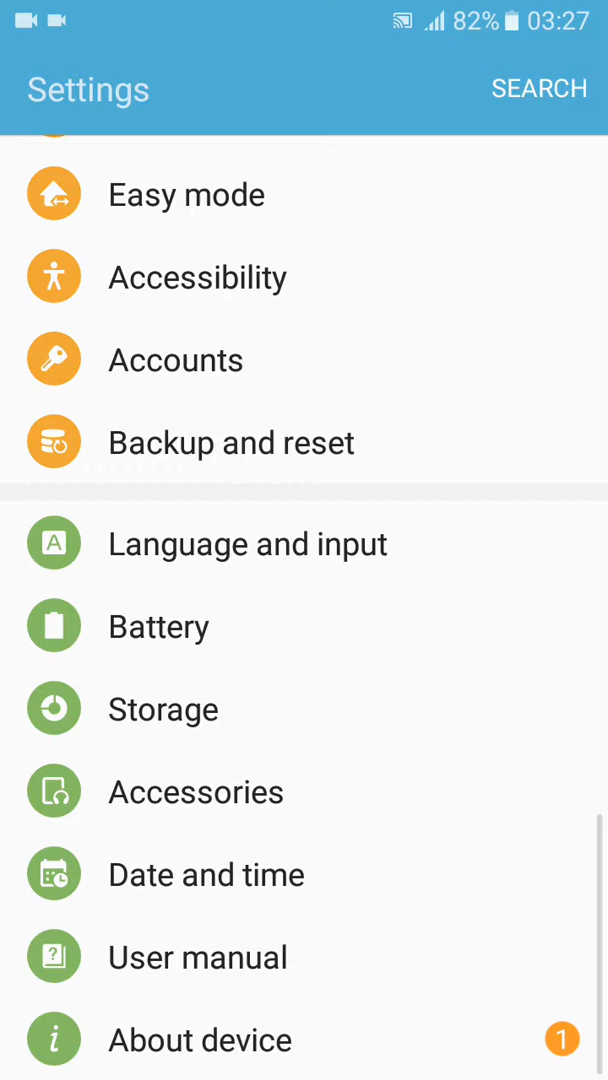 82% 03:27
Settings SEARCH
Easy mode
Accessibility
Accounts
Backup and reset
A Language and input
Battery
Storage
Accessories
Date and time
? User manual
i About device 1